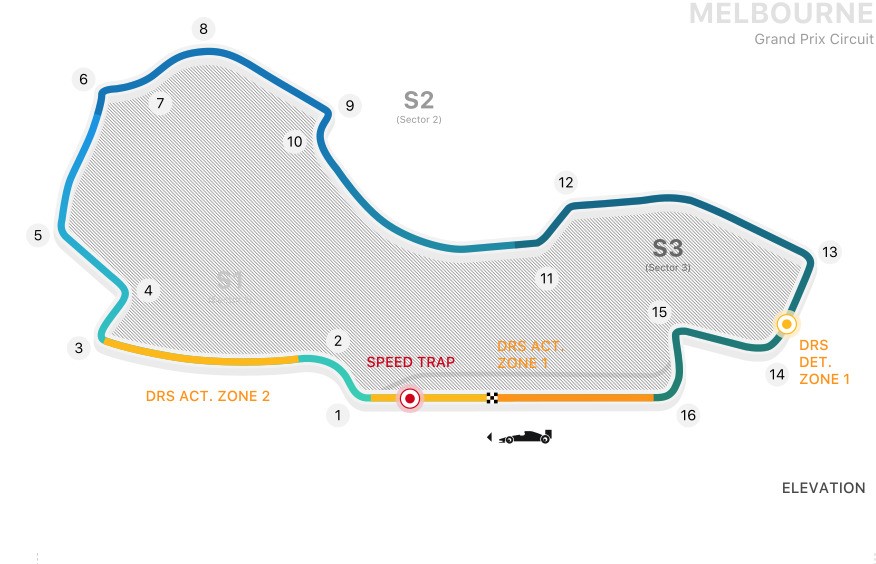 MELBOURNE
Grand Prix Circuit
8
6
7
9
S2
(Sector 2)
10
12
5
13
S3
(Sector 3)
S1
4
11
15
3
2
SPEED TRAP
DRS ACT.
ZONE 1
DRS
DET.
ZONE 1
14
DRS ACT. ZONE 2
1
16
ELEVATION